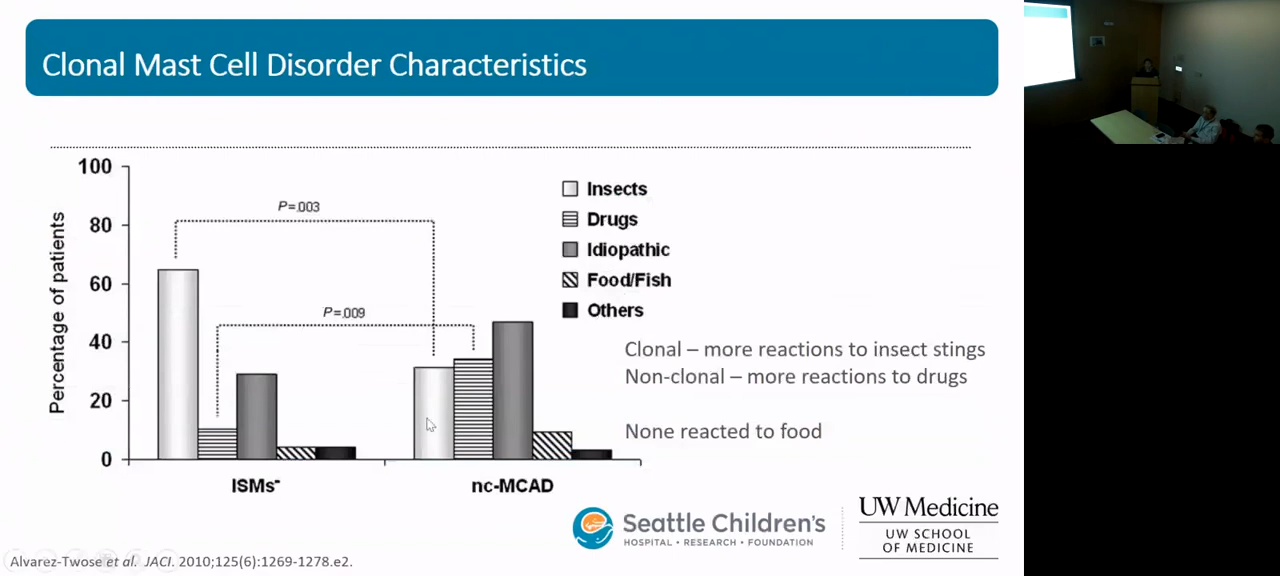 Clonal Mast Cell Disorder Characteristics
100
80
60
40
20
0
Percentage of patients
P=.003
P=.009
Insects
Drugs
Idiopathic
Food/Fish
Others
ISMs-
nc-MCAD
Clonal – more reactions to insect stings
Non-clonal – more reactions to drugs
None reacted to food
Seattle Children's
HOSPITAL • RESEARCH • FOUNDATION
UW Medicine
UW SCHOOL
OF MEDICINE
Alvarez-Twose et al. JACI. 2010;125(6):1269-1278.e2.